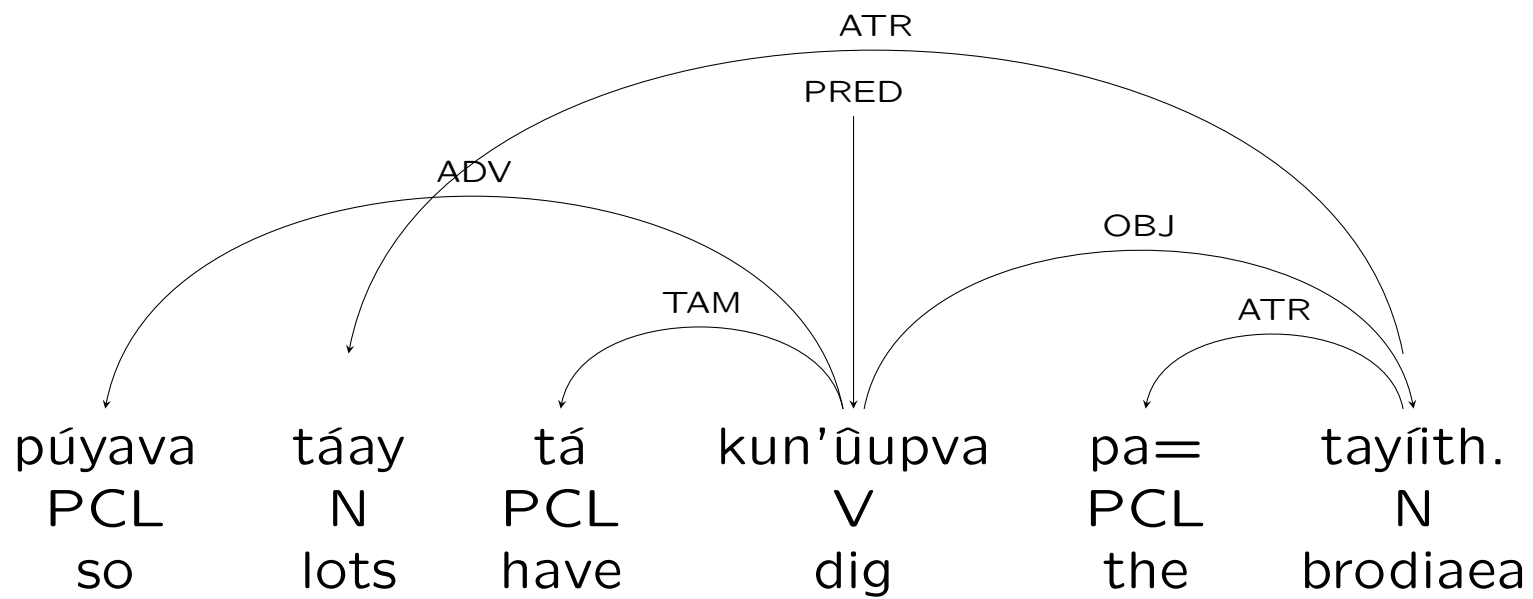 ATR
PRED
ADV
OBJ
TAM
ATR
púyava táay tá kun'ûupva pa= tayíith.
PCL N PCL V PCL N
so lots have dig the brodiaea